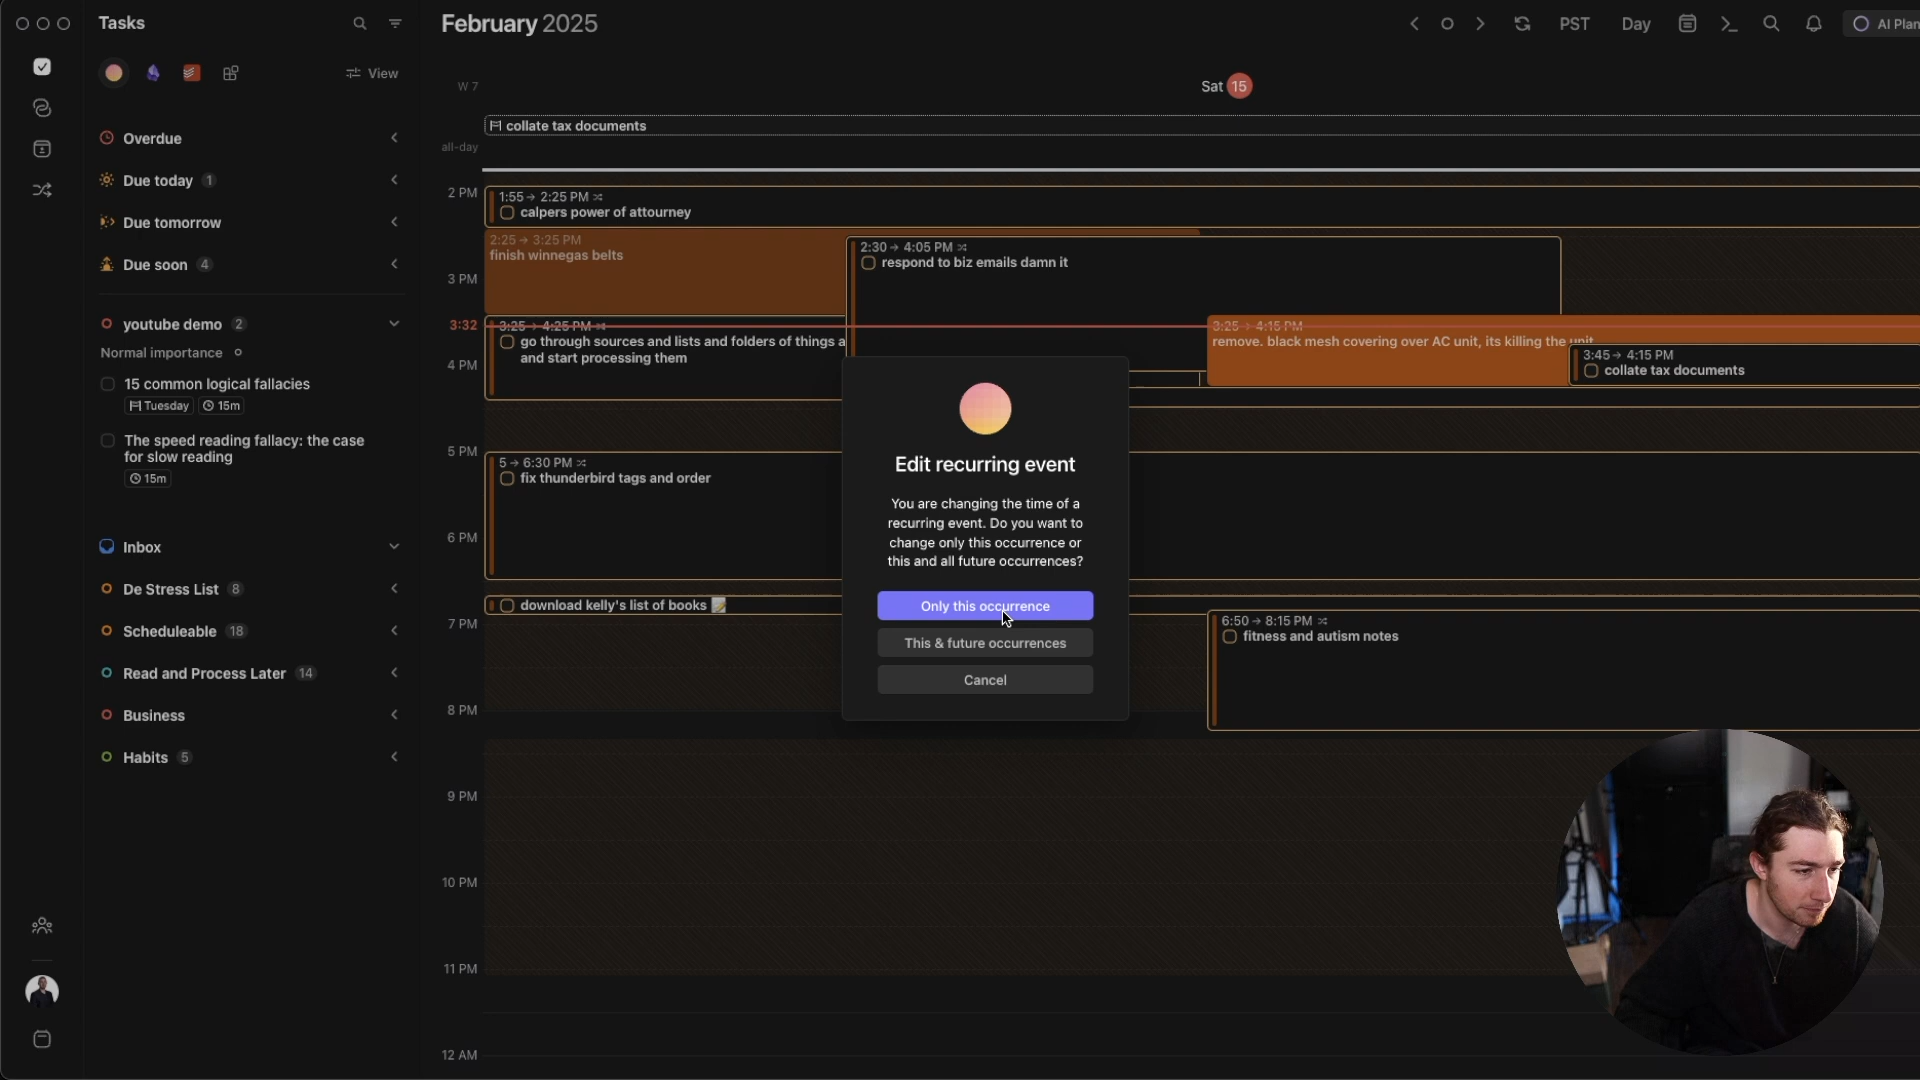 Tasks
View
Overdue
Due today 1
Due tomorrow
Due soon 4
youtube demo 2
Normal importance
15 common logical fallacies
Tuesday 15m
The speed reading fallacy: the case
for slow reading
15m
Inbox
De Stress List 8
Scheduleable 18
Read and Process Later 14
Business
Habits 5
February 2025
PST
Day
AI Plan
W 7
Sat 15
collate tax documents
all-day
2 PM
1:55 → 2:25 PM
calpers power of attourney
2:25 → 3:25 PM
finish winnegas belts
2:30 → 4:05 PM
respond to biz emails damn it
3 PM
3:32
3:25 → 4:25 PM
go through sources and lists and folders of things a
and start processing them
3:25 → 4:15 PM
remove. black mesh covering over AC unit, its killing the unit
3:45 → 4:15 PM
collate tax documents
4 PM
5 PM
5 → 6:30 PM
fix thunderbird tags and order
6 PM
download kelly's list of books
7 PM
6:50 → 8:15 PM
fitness and autism notes
8 PM
9 PM
10 PM
11 PM
12 AM
Edit recurring event
You are changing the time of a
recurring event. Do you want to
change only this occurrence or
this and all future occurrences?
Only this occurrence
This & future occurrences
Cancel